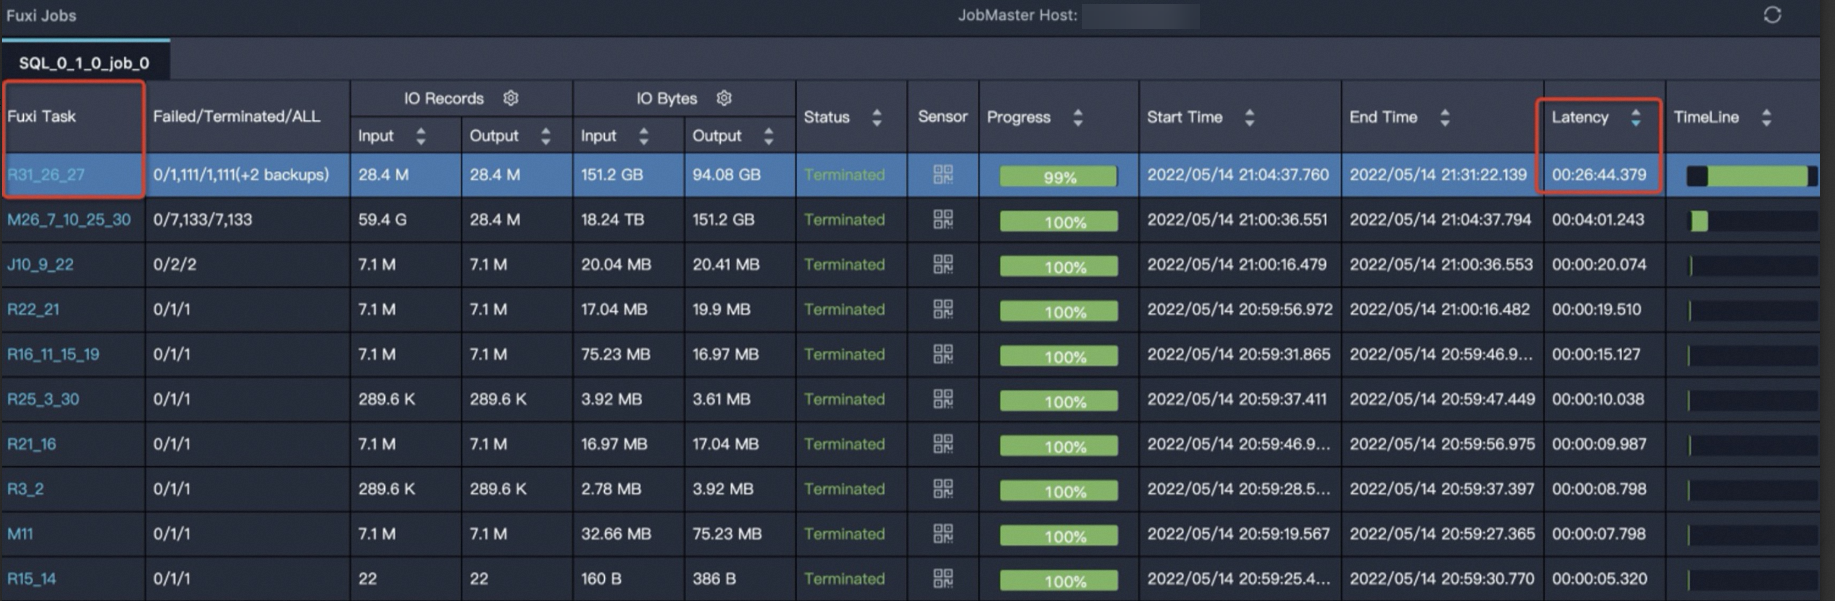 Fuxi Jobs JobMaster Host:
SQL_0_1_0_job_0
Fuxi Task Failed/Terminated/ALL IO Records IO Bytes Status Sensor Progress Start Time End Time Latency TimeLine
Input Output Input Output
R31_26_27 0/1,111/1,111(+2 backups) 28.4 M 28.4 M 151.2 GB 94.08 GB Terminated 99% 2022/05/14 21:04:37.760 2022/05/14 21:31:22.139 00:26:44.379
M26_7_10_25_30 0/7,133/7,133 59.4 G 28.4 M 18.24 TB 151.2 GB Terminated 100% 2022/05/14 21:00:36.551 2022/05/14 21:04:37.794 00:04:01.243
J10_9_22 0/2/2 7.1 M 7.1 M 20.04 MB 20.41 MB Terminated 100% 2022/05/14 21:00:16.479 2022/05/14 21:00:36.553 00:00:20.074
R22_21 0/1/1 7.1 M 7.1 M 17.04 MB 19.9 MB Terminated 100% 2022/05/14 20:59:56.972 2022/05/14 21:00:16.482 00:00:19.510
R16_11_15_19 0/1/1 7.1 M 7.1 M 75.23 MB 16.97 MB Terminated 100% 2022/05/14 20:59:31.865 2022/05/14 20:59:46.9... 00:00:15.127
R25_3_30 0/1/1 289.6 K 289.6 K 3.92 MB 3.61 MB Terminated 100% 2022/05/14 20:59:37.411 2022/05/14 20:59:47.449 00:00:10.038
R21_16 0/1/1 7.1 M 7.1 M 16.97 MB 17.04 MB Terminated 100% 2022/05/14 20:59:46.9... 2022/05/14 20:59:56.975 00:00:09.987
R3_2 0/1/1 289.6 K 289.6 K 2.78 MB 3.92 MB Terminated 100% 2022/05/14 20:59:28.5... 2022/05/14 20:59:37.397 00:00:08.798
M11 0/1/1 7.1 M 7.1 M 32.66 MB 75.23 MB Terminated 100% 2022/05/14 20:59:19.567 2022/05/14 20:59:27.365 00:00:07.798
R15_14 0/1/1 22 22 160 B 386 B Terminated 100% 2022/05/14 20:59:25.4... 2022/05/14 20:59:30.770 00:00:05.320